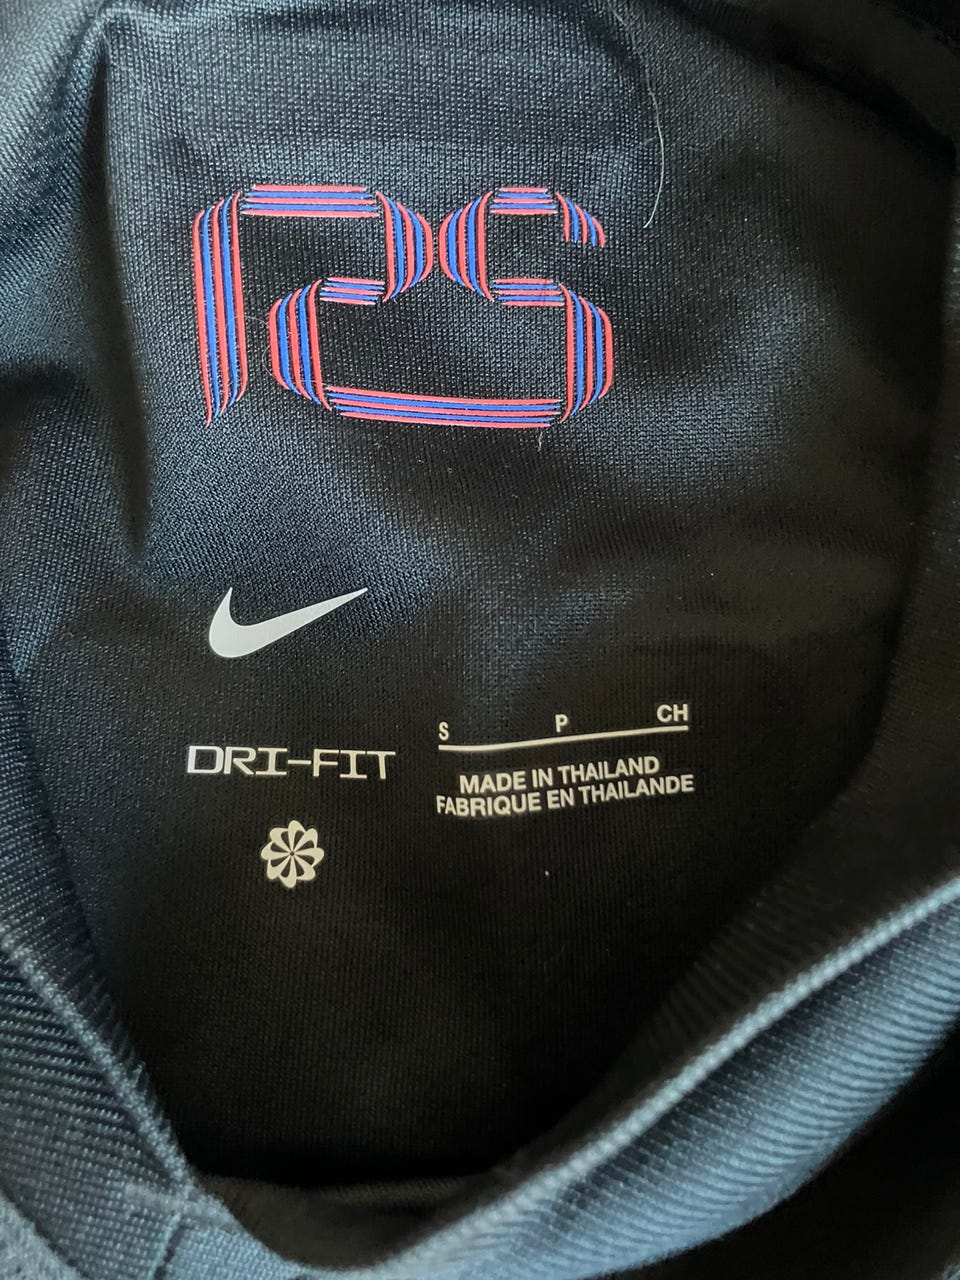 DRI-FIT
S P CH
MADE IN THAILAND
FABRIQUE EN THAILANDE